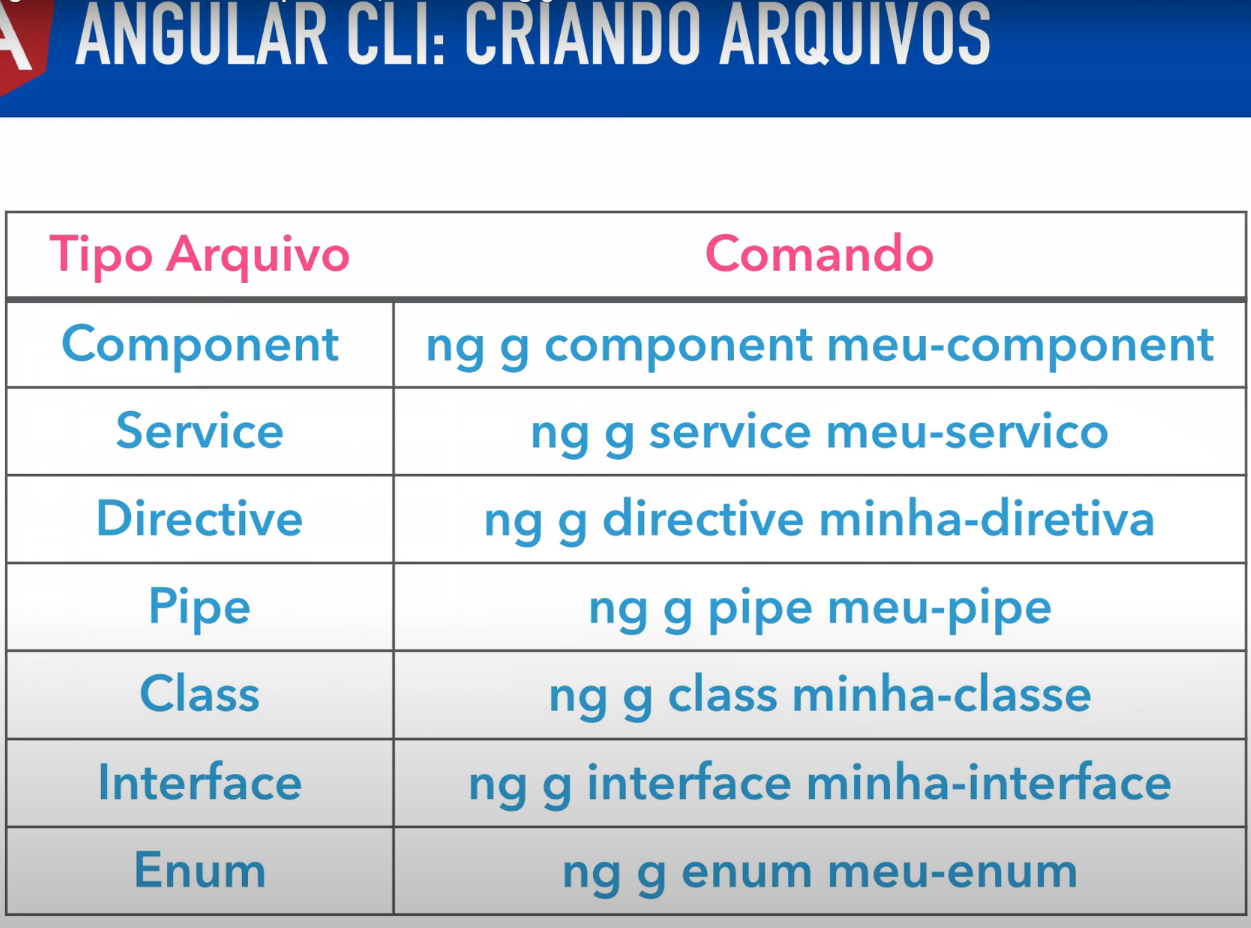 ANGULAR CLI: CRIANDO ARQUIVOS
Tipo Arquivo Comando
Component ng g component meu-component
Service ng g service meu-servico
Directive ng g directive minha-diretiva
Pipe ng g pipe meu-pipe
Class ng g class minha-classe
Interface ng g interface minha-interface
Enum ng g enum meu-enum